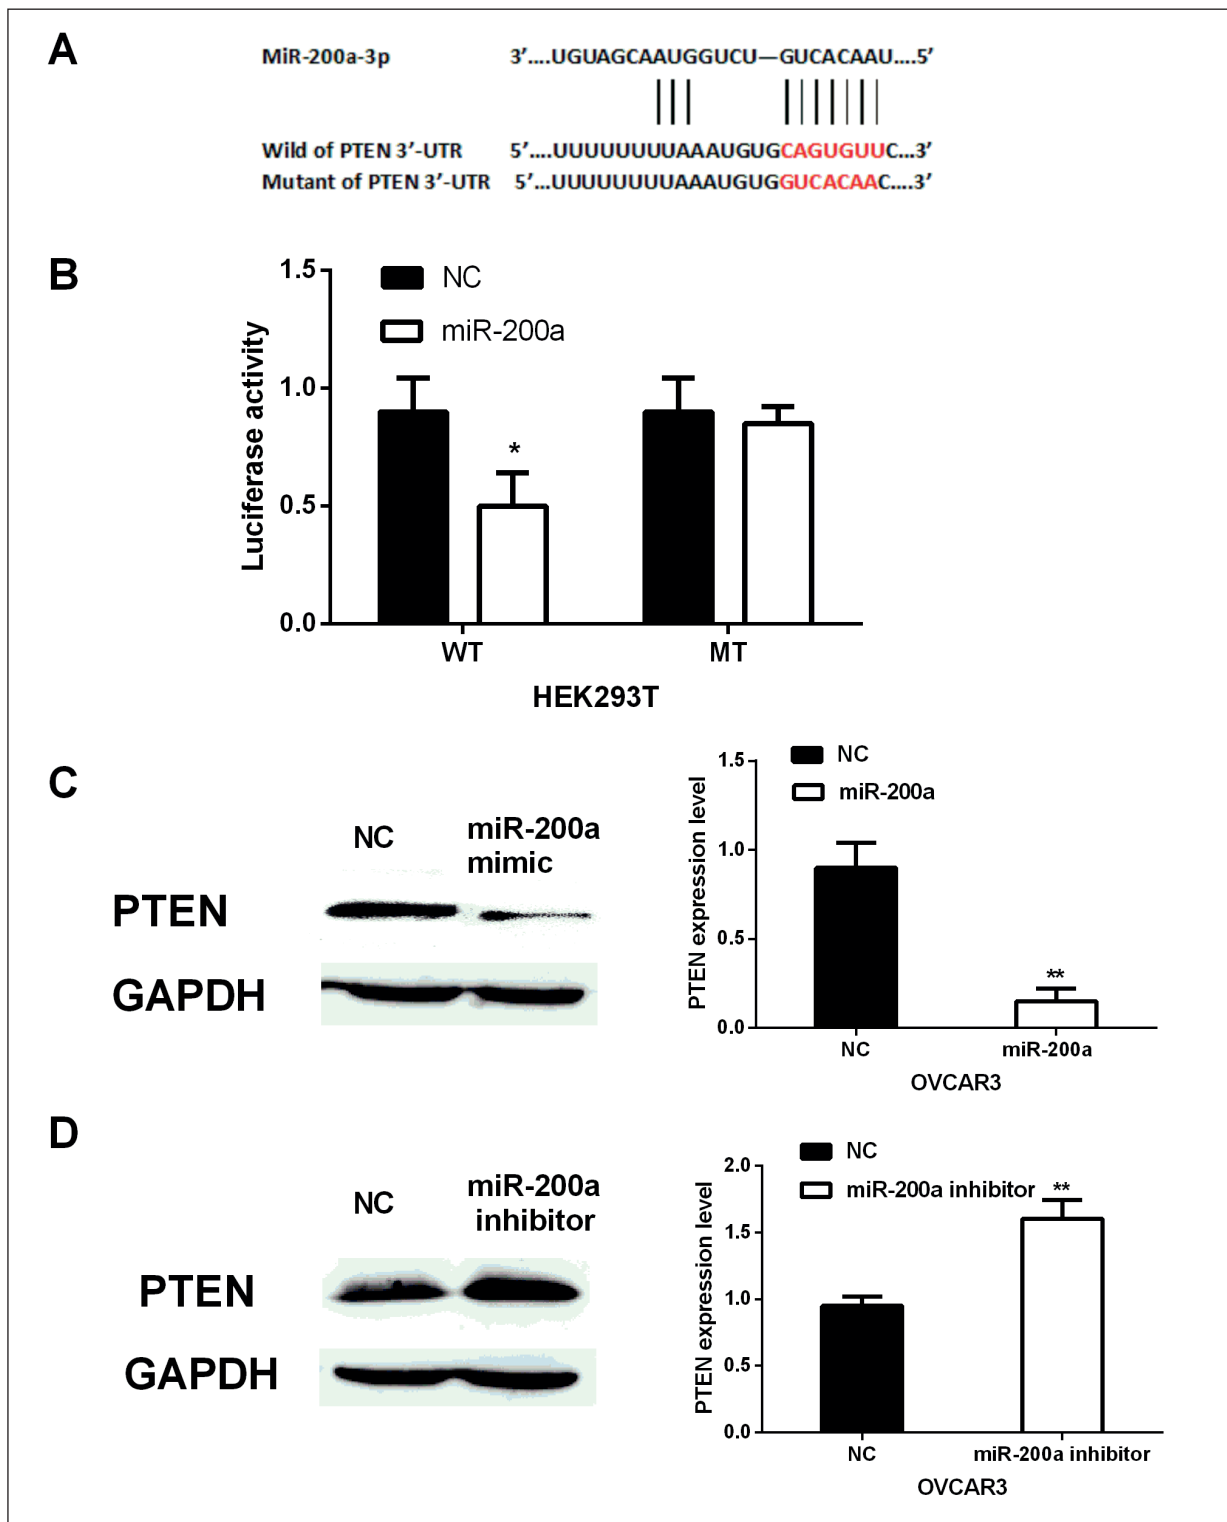 A
MiR-200a-3p 3′....UGUAGCAAUGGUCU—GUCACAAU....5′
Wild of PTEN 3′-UTR 5′....UUUUUUUUUAAAUGUGCAGUGUUC...3′
Mutant of PTEN 3′-UTR 5′...UUUUUUUUUAAAUGUGGUCACAAC....3′
B
NC
miR-200a
Luciferase activity
1.5
1.0
0.5
0.0
*
WT MT
HEK293T
C
NC miR-200a
mimic
PTEN
GAPDH
NC
miR-200a
PTEN expression level
1.5
1.0
0.5
0.0
**
NC miR-200a
OVCAR3
D
NC miR-200a
inhibitor
PTEN
GAPDH
NC
miR-200a inhibitor
PTEN expression level
2.0
1.5
1.0
0.5
0.0
**
NC miR-200a inhibitor
OVCAR3